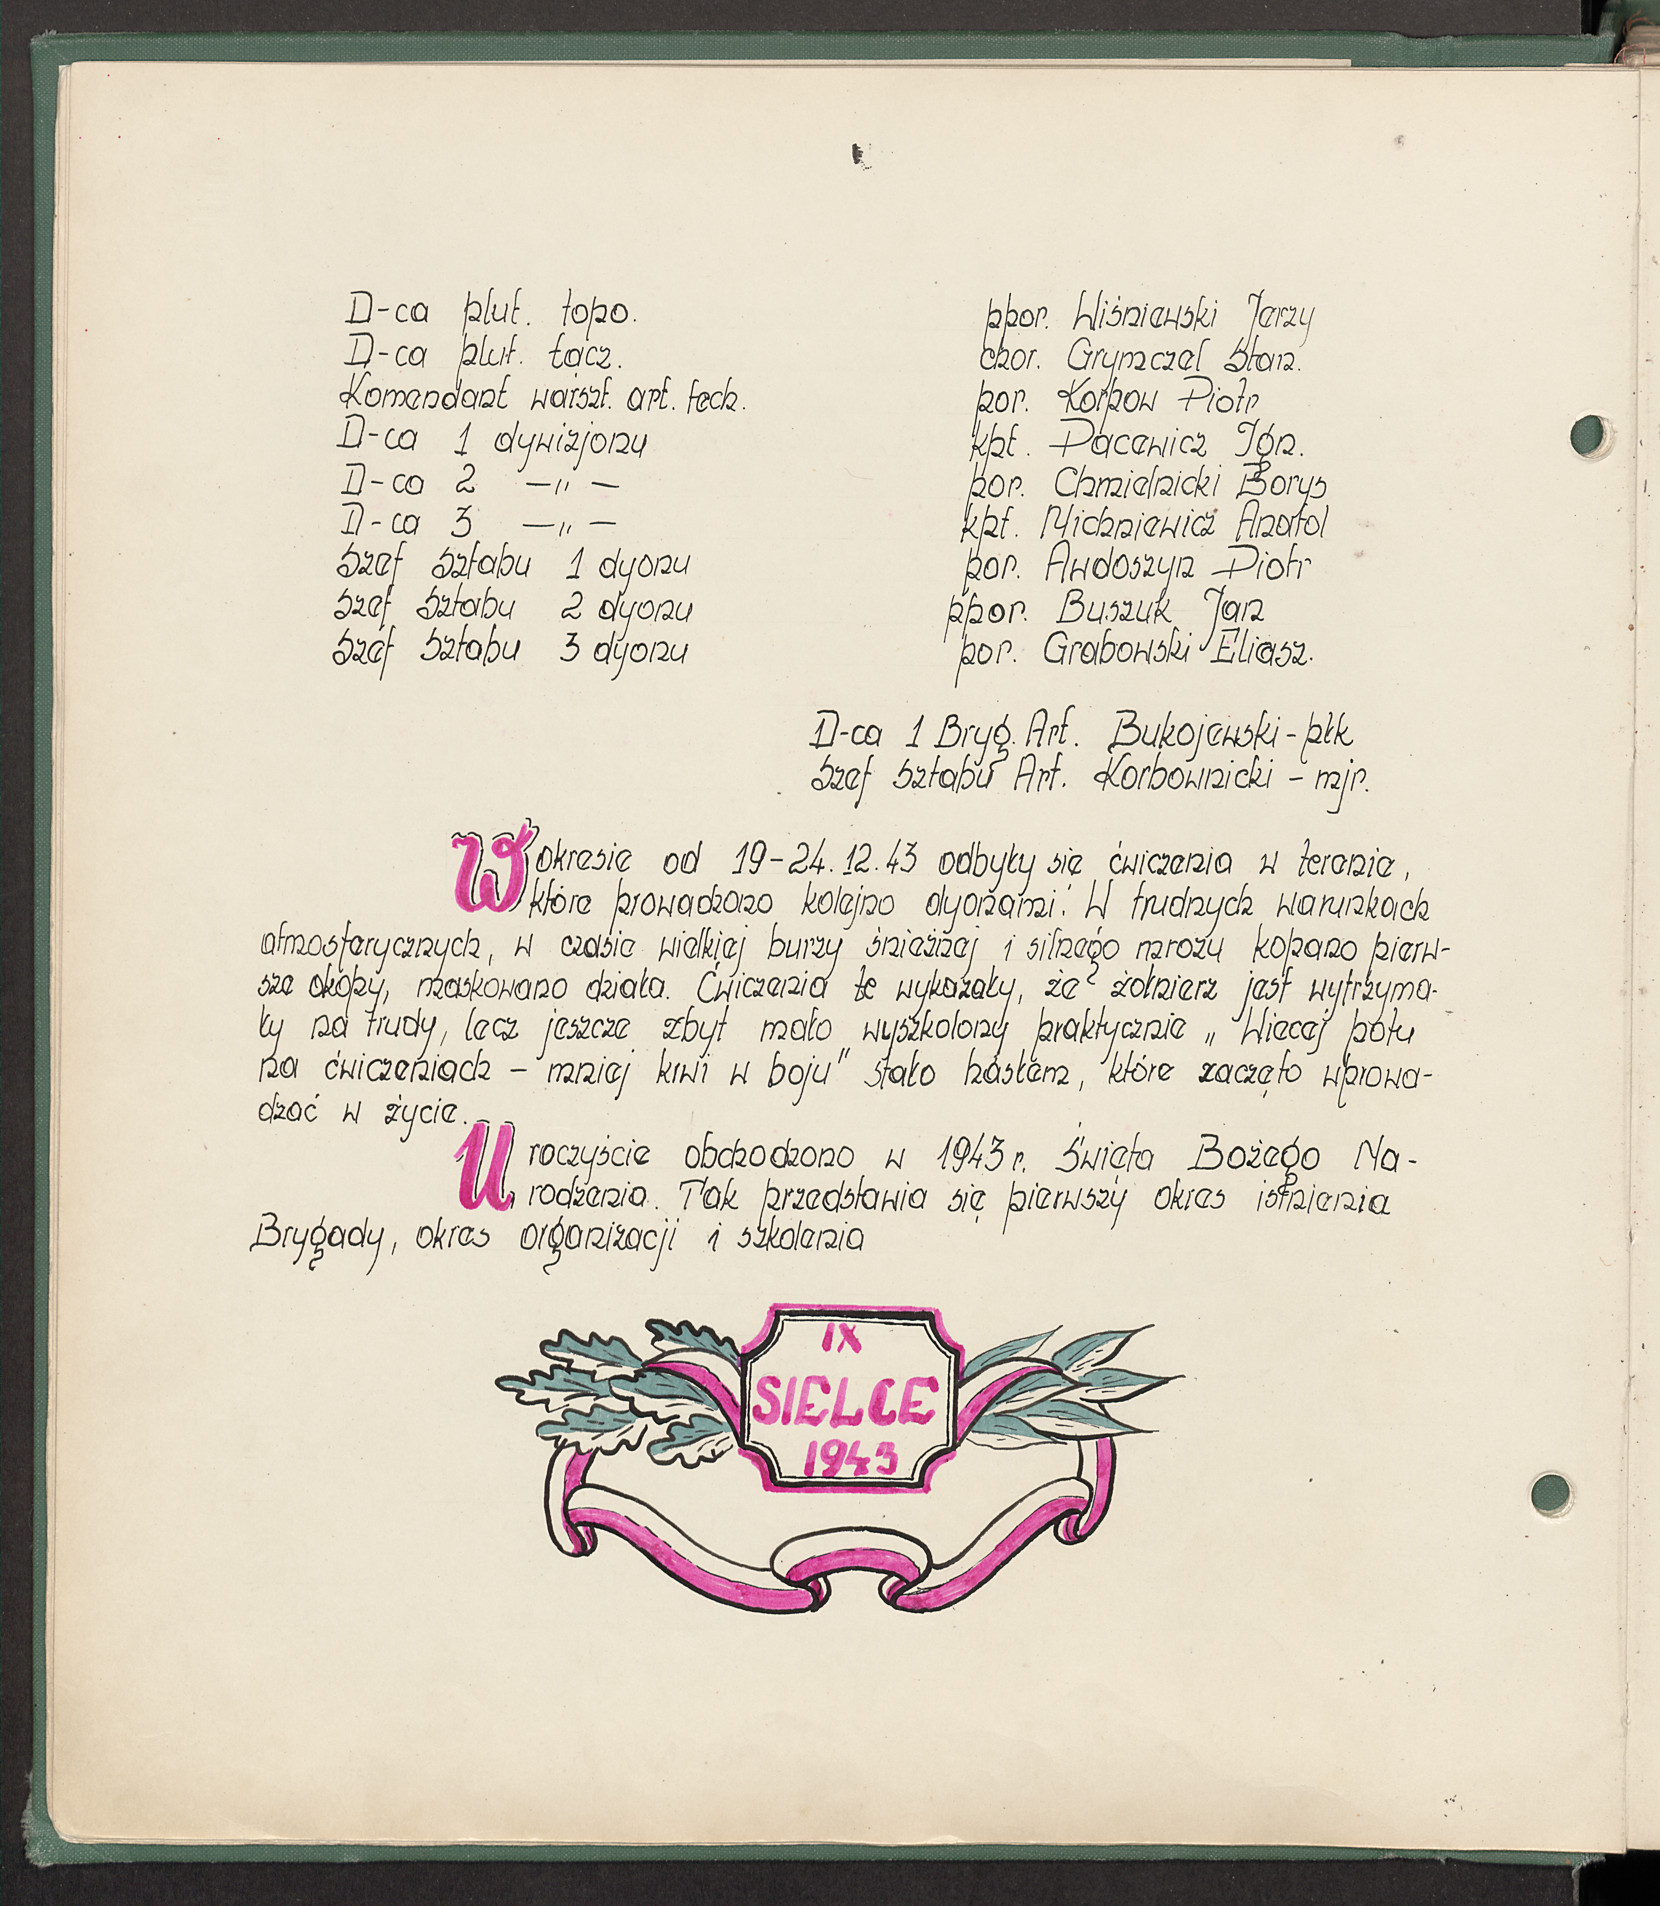 D-ca plut. topo. ppor. Wiśniewski Jerzy
D-ca plut. łącz. chor. Grymczel Stan.
Komendant warszt. art. tech. por. Korpow Piotr
D-ca 1 dywizjonu kpt. Pacewicz Ign.
D-ca 2 —„— por. Chmielnicki Borys
D-ca 3 —„— kpt. Michniewicz Anatol
Szef Sztabu 1 dyonu por. Awdoszyn Piotr
Szef Sztabu 2 dyonu ppor. Buszuk Jan
Szef Sztabu 3 dyonu por. Grabowski Eliasz.
D-ca 1 Bryg. Art. Bukojewski - płk
Szef Sztabu Art. Korbownicki - mjr.
W okresie od 19-24.12.43 odbyły się ćwiczenia w terenie,
które prowadzono kolejno dyonami. W trudnych warunkach
atmosferycznych, w czasie wielkiej burzy śnieżnej i silnego mrozu kopano pierw-
sze okopy, maskowano działa. Ćwiczenia te wykazały, że żołnierz jest wytrzyma-
ły na trudy, lecz jeszcze zbyt mało wyszkolony praktycznie „Więcej potu
na ćwiczeniach - mniej krwi w boju" stało hasłem, które zaczęto wprowa-
dzać w życie.
Uroczyście obchodzono w 1943 r. Święta Bożego Na-
rodzenia. Tak przedstawia się pierwszy okres istnienia
Brygady, okres organizacji i szkolenia
IX
SIELCE
1943